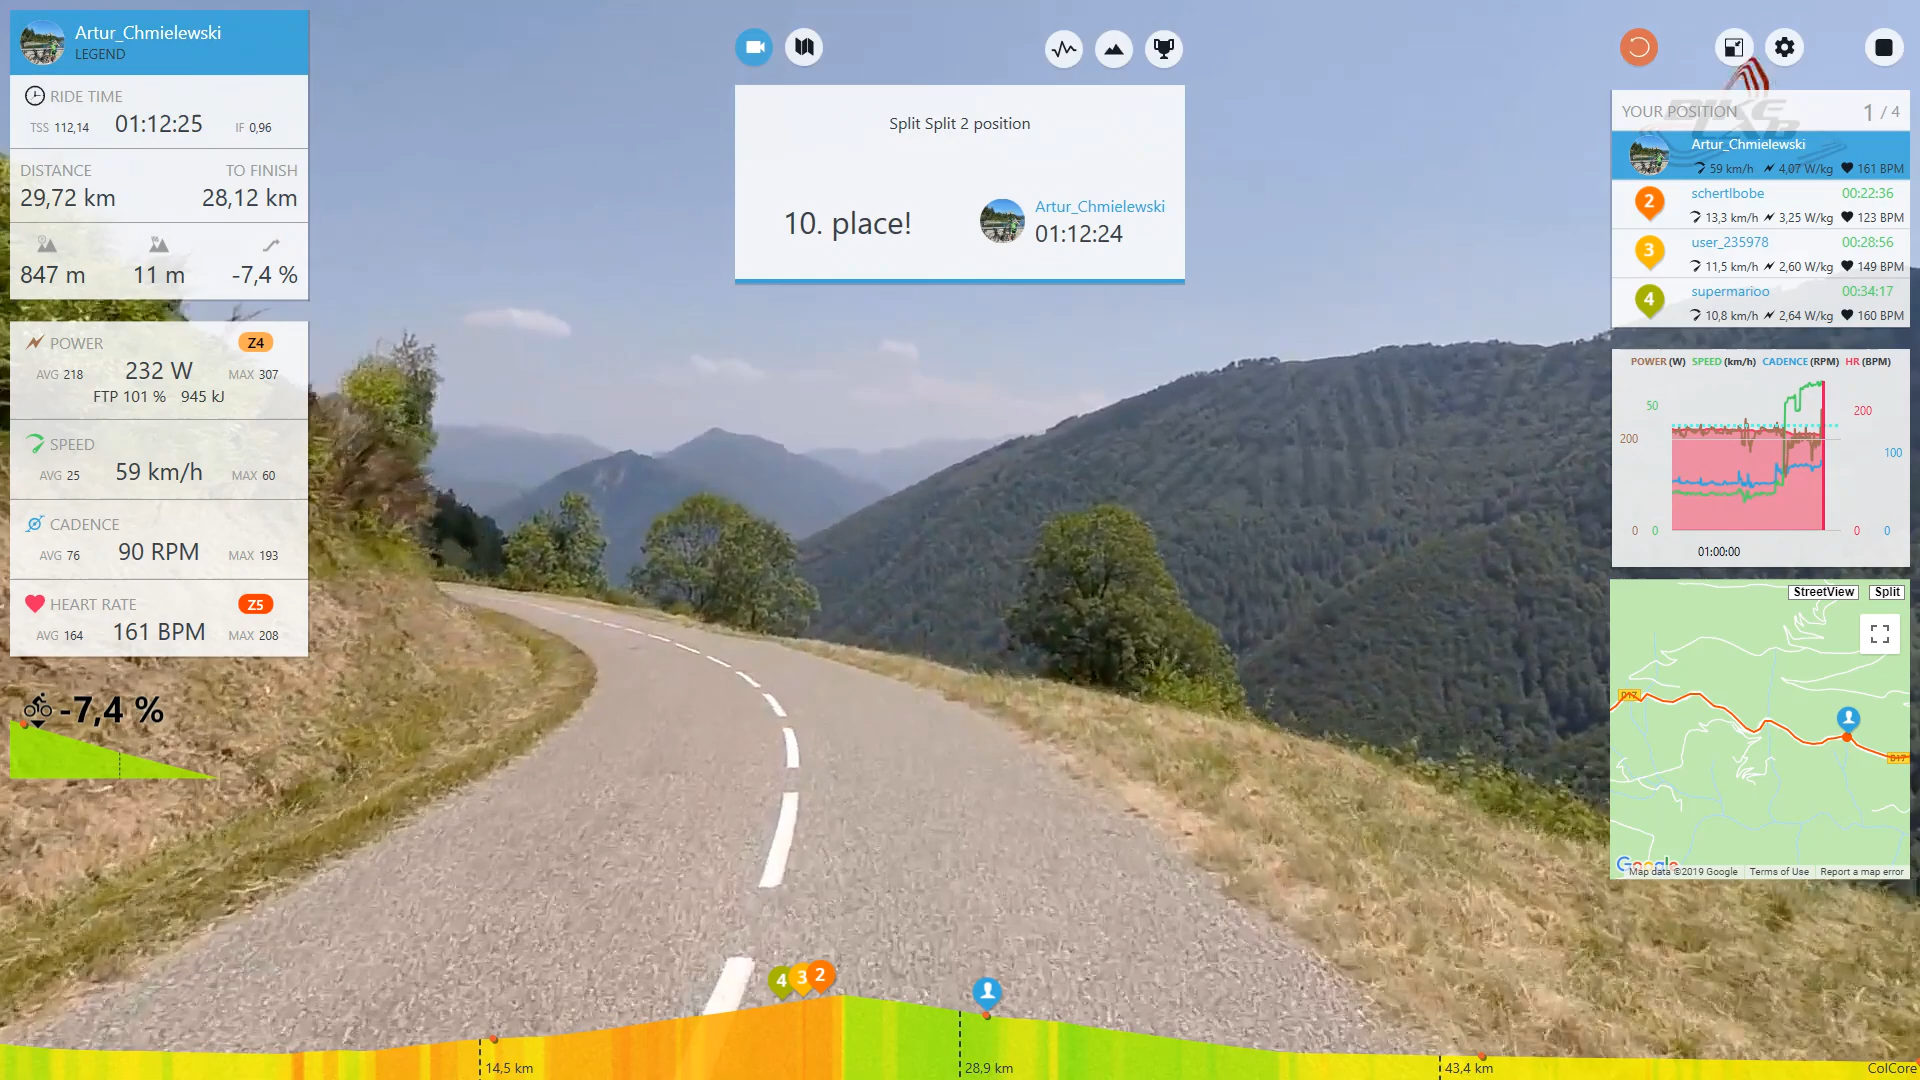 Artur_Chmielewski
LEGEND
RIDE TIME
TSS 112,14 01:12:25 IF 0,96
DISTANCE TO FINISH
29,72 km 28,12 km
847 m 11 m -7,4 %
POWER Z4
AVG 218 232 W MAX 307
FTP 101 % 945 kJ
SPEED
AVG 25 59 km/h MAX 60
CADENCE
AVG 76 90 RPM MAX 193
HEART RATE Z5
AVG 164 161 BPM MAX 208
-7,4 %
Split Split 2 position
10. place!
Artur_Chmielewski
01:12:24
YOUR POSITION 1 / 4
Artur_Chmielewski
59 km/h 4,07 W/kg 161 BPM
2 schertlbobe 00:22:36
13,3 km/h 3,25 W/kg 123 BPM
3 user_235978 00:28:56
11,5 km/h 2,60 W/kg 149 BPM
4 supermarioo 00:34:17
10,8 km/h 2,64 W/kg 160 BPM
POWER (W) SPEED (km/h) CADENCE (RPM) HR (BPM)
50 200
200 100
0 0 0 0
01:00:00
StreetView Split
D17
D17
Google
Map data ©2019 Google Terms of Use Report a map error
4 3 2
14,5 km 28,9 km 43,4 km ColCore